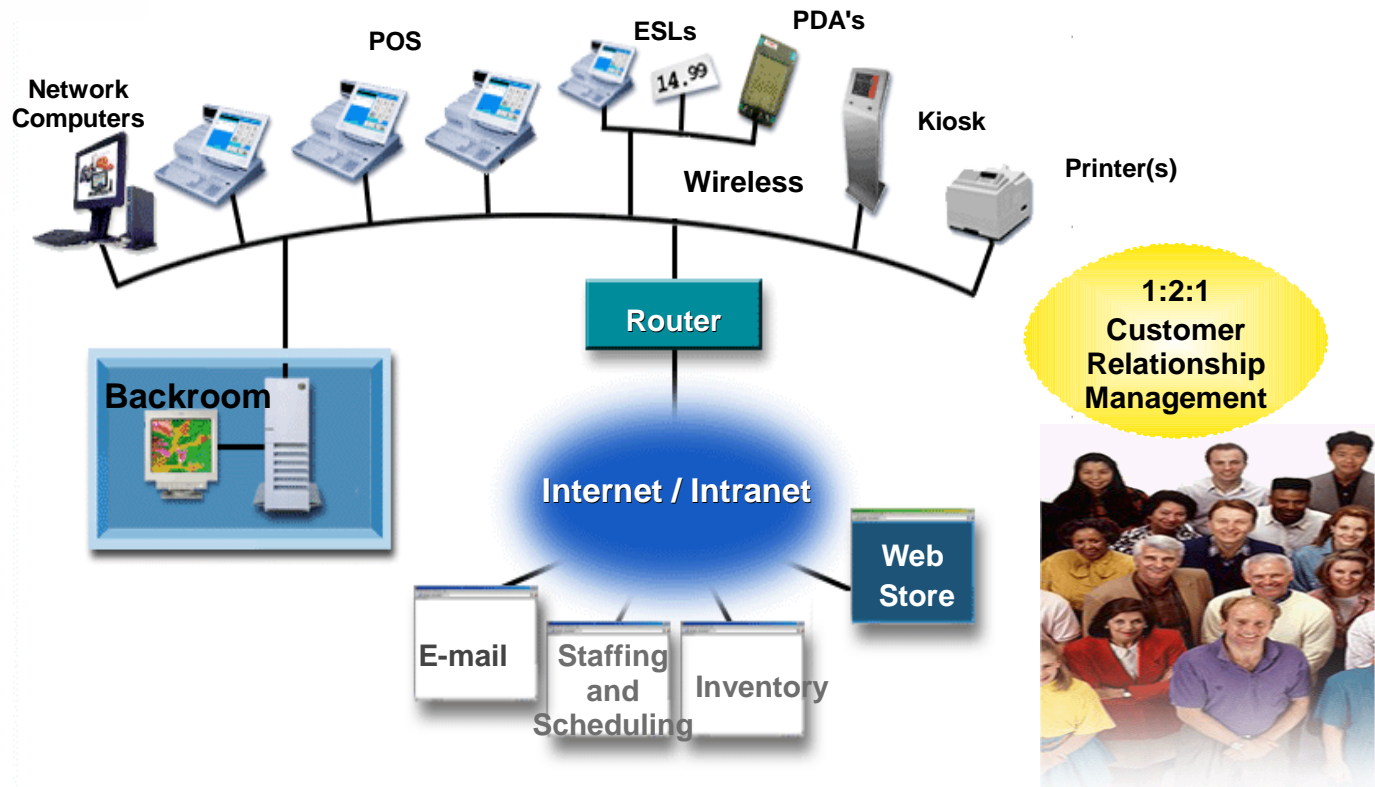 PDA's
ESLs
POS
Network
Computers
14.99
Kiosk
Wireless
Printer(s)
Router
1:2:1
Customer
Relationship
Management
Backroom
Internet / Intranet
Web
Store
E-mail
Staffing
and
Scheduling
Inventory